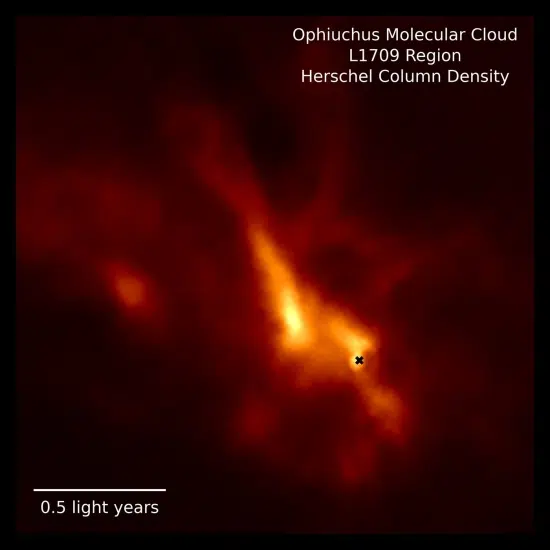 Ophiuchus Molecular Cloud
L1709 Region
Herschel Column Density
0.5 light years